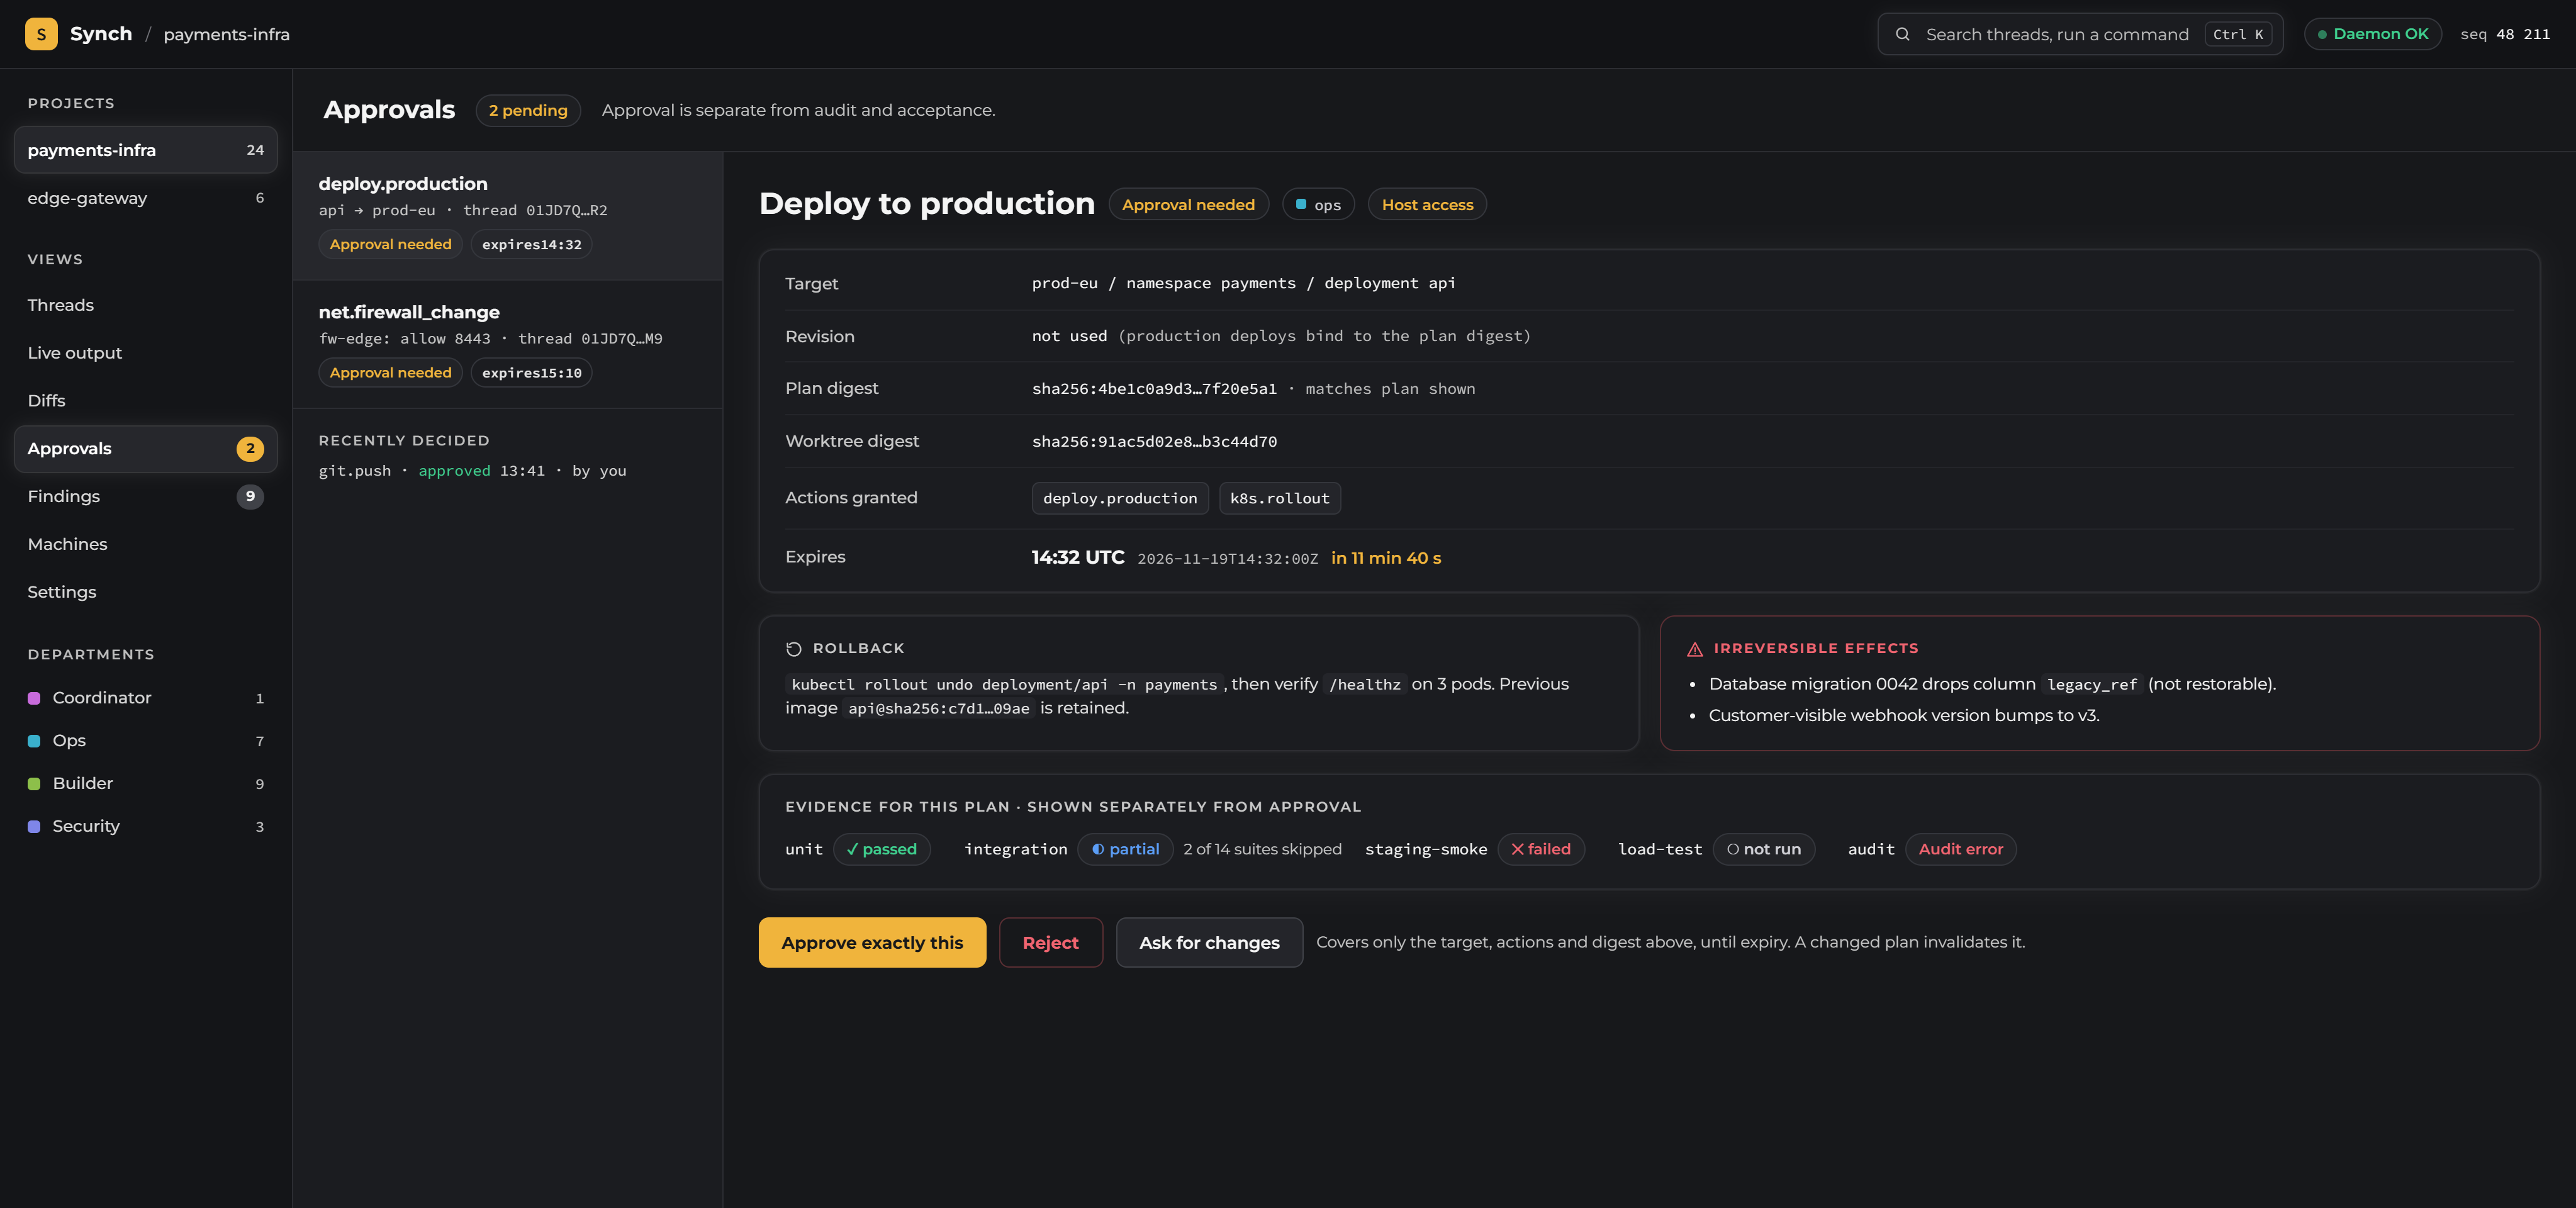 S Synch / payments-infra
Search threads, run a command Ctrl K
Daemon OK
seq 48 211
PROJECTS
payments-infra 24
edge-gateway 6
VIEWS
Threads
Live output
Diffs
Approvals 2
Findings 9
Machines
Settings
DEPARTMENTS
Coordinator 1
Ops 7
Builder 9
Security 3
Approvals 2 pending Approval is separate from audit and acceptance.
deploy.production
api → prod-eu · thread 01JD7Q…R2
Approval needed expires14:32
net.firewall_change
fw-edge: allow 8443 · thread 01JD7Q…M9
Approval needed expires15:10
RECENTLY DECIDED
git.push · approved 13:41 · by you
Deploy to production Approval needed ops Host access
Target prod-eu / namespace payments / deployment api
Revision not used (production deploys bind to the plan digest)
Plan digest sha256:4be1c0a9d3…7f20e5a1 · matches plan shown
Worktree digest sha256:91ac5d02e8…b3c44d70
Actions granted deploy.production k8s.rollout
Expires 14:32 UTC 2026-11-19T14:32:00Z in 11 min 40 s
ROLLBACK
kubectl rollout undo deployment/api -n payments, then verify /healthz on 3 pods. Previous
image api@sha256:c7d1…09ae is retained.
IRREVERSIBLE EFFECTS
• Database migration 0042 drops column legacy_ref (not restorable).
• Customer-visible webhook version bumps to v3.
EVIDENCE FOR THIS PLAN · SHOWN SEPARATELY FROM APPROVAL
unit ✓ passed integration partial 2 of 14 suites skipped staging-smoke ✕ failed load-test not run audit Audit error
Approve exactly this Reject Ask for changes Covers only the target, actions and digest above, until expiry. A changed plan invalidates it.